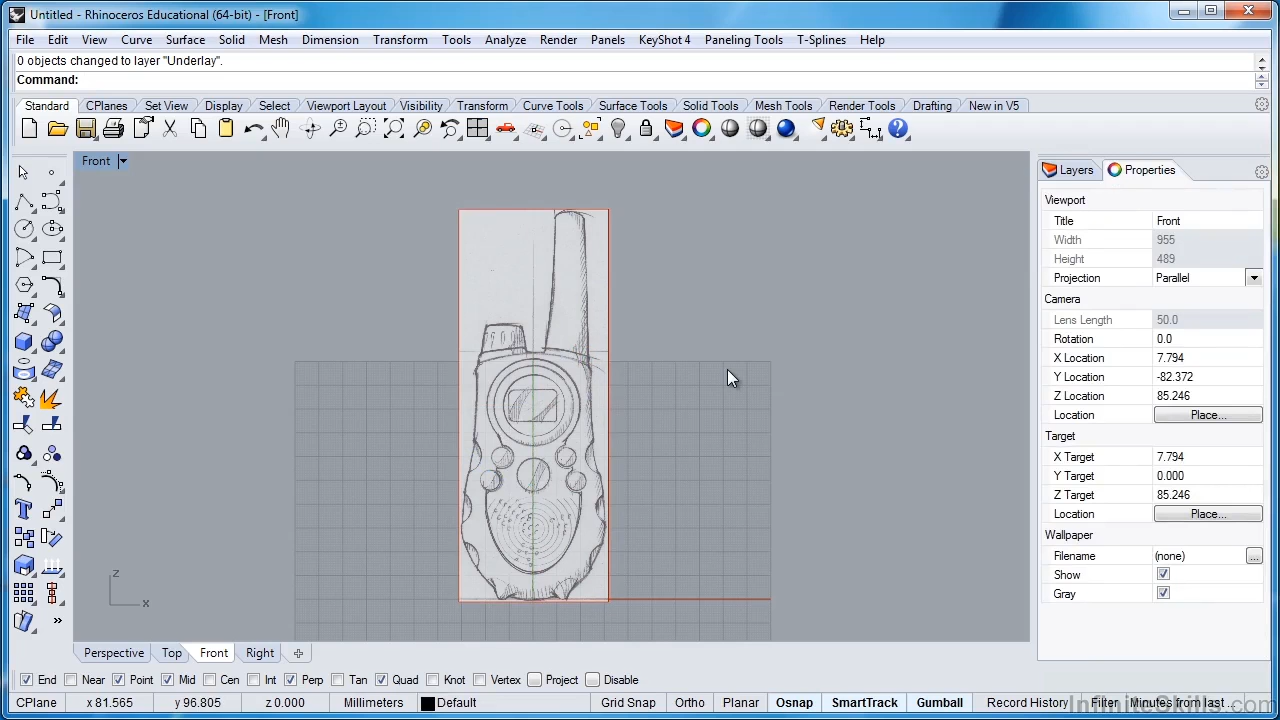 Untitled - Rhinoceros Educational (64-bit) - [Front]
File Edit View Curve Surface Solid Mesh Dimension Transform Tools Analyze Render Panels KeyShot 4 Paneling Tools T-Splines Help
0 objects changed to layer "Underlay".
Command:
Standard CPlanes Set View Display Select Viewport Layout Visibility Transform Curve Tools Surface Tools Solid Tools Mesh Tools Render Tools Drafting New in V5
Front
Layers Properties
Viewport
Title Front
Width 955
Height 489
Projection Parallel
Camera
Lens Length 50.0
Rotation 0.0
X Location 7.794
Y Location -82.372
Z Location 85.246
Location Place...
Target
X Target 7.794
Y Target 0.000
Z Target 85.246
Location Place...
Wallpaper
Filename (none) ...
Show
Gray
z
x
Perspective Top Front Right
End Near Point Mid Cen Int Perp Tan Quad Knot Vertex Project Disable
CPlane x 81.565 y 96.805 z 0.000 Millimeters Default Grid Snap Ortho Planar Osnap SmartTrack Gumball Record History Filter Minutes from last...
InfiniteSkills.com